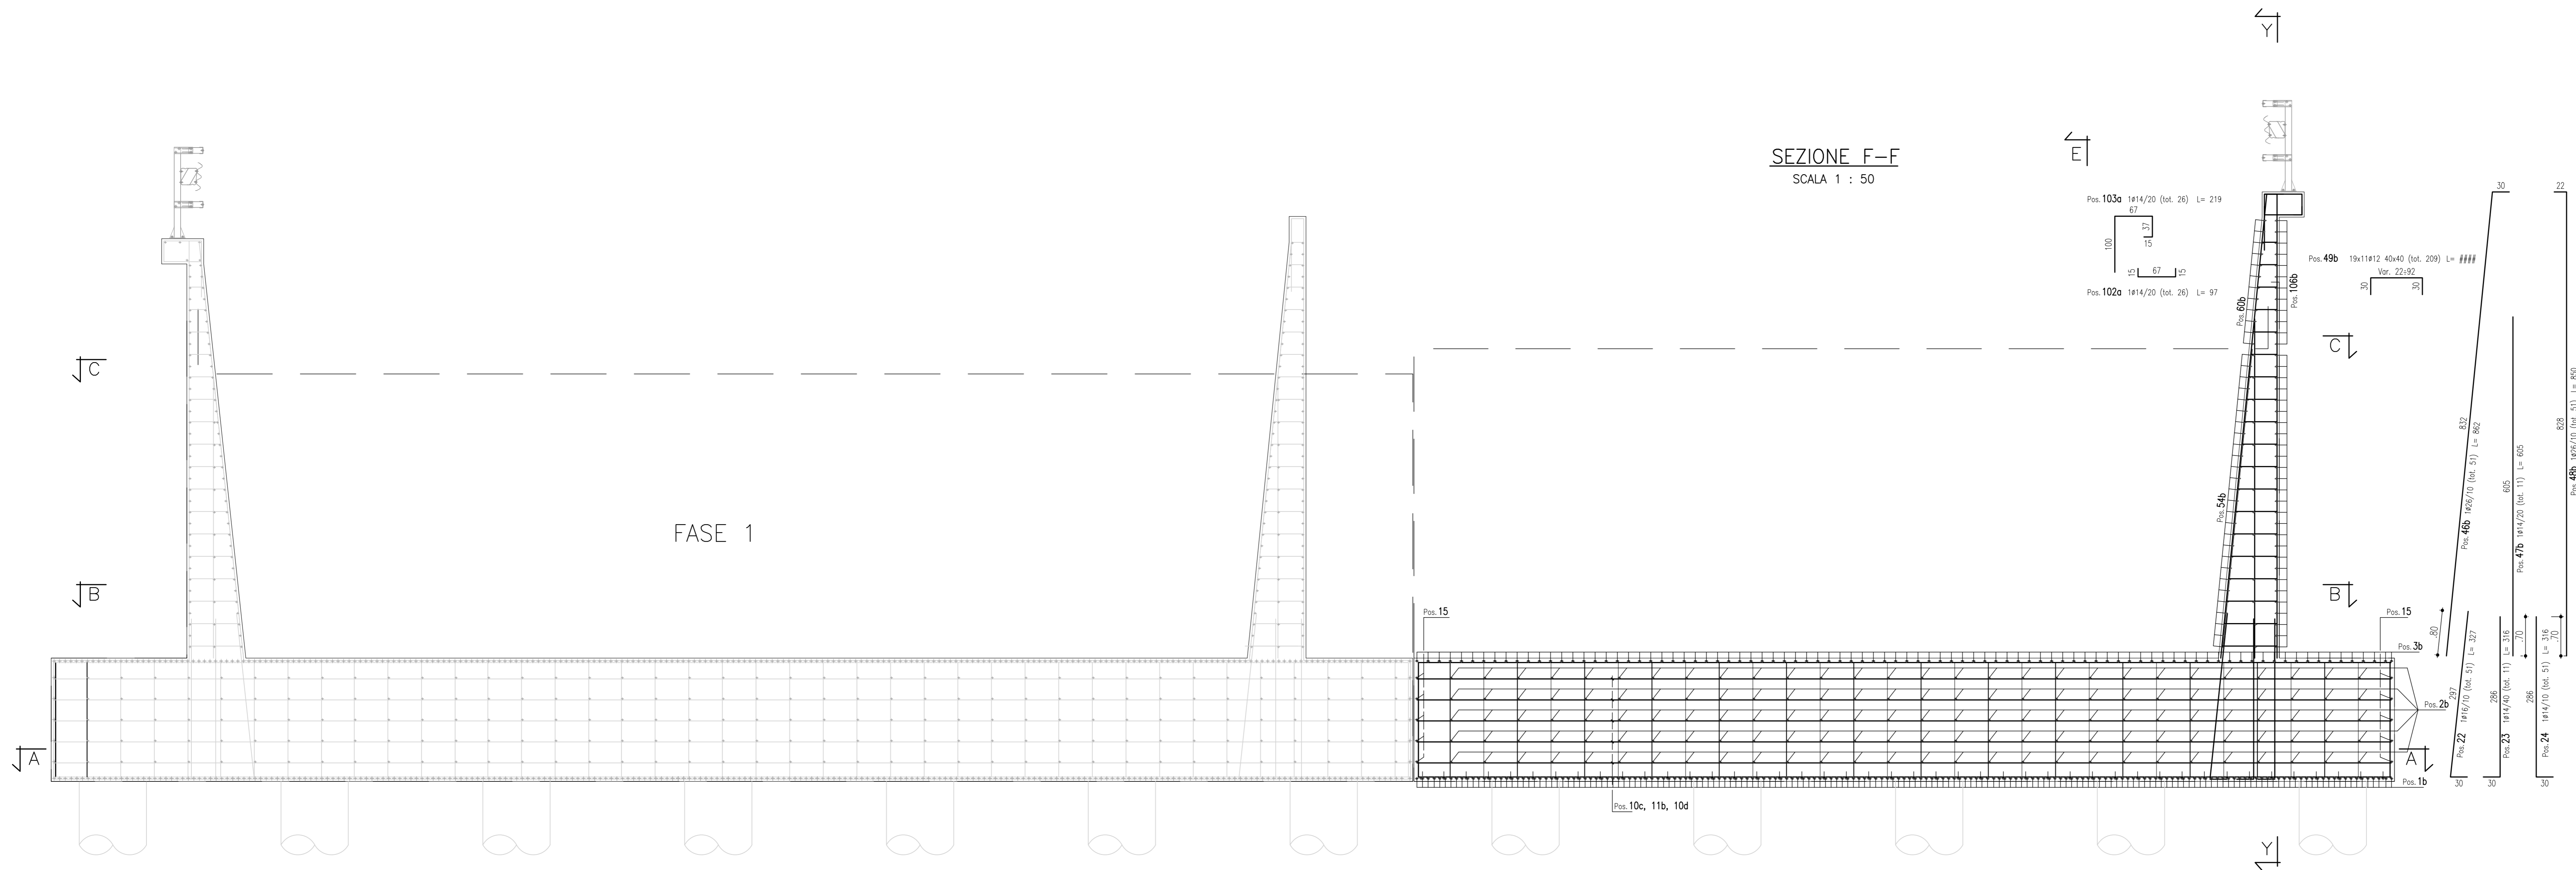 Y
SEZIONE F-F
SCALA 1 : 50
E
Pos. 103a 1ø14/20 (tot. 26) L= 219
67
100
37
15
15
67
15
Pos. 102a 1ø14/20 (tot. 26) L= 97
Pos. 49b 19x11ø12 40x40 (tot. 209) L= ####
Var. 22÷92
30
30
Pos. 60b
Pos. 106b
Pos. 54b
30
22
C
C
832
Pos. 46b 1ø26/10 (tot. 51) L= 862
605
Pos. 47b 1ø14/20 (tot. 11) L= 605
828
Pos. 48b 1ø26/10 (tot. 51) L= 850
FASE 1
B
B
Pos. 15
Pos. 15
Pos. 3b
Pos. 2b
Pos. 1b
.80
297
Pos. 22 1ø16/10 (tot. 51) L= 327
30
286
Pos. 23 1ø14/40 (tot. 11) L= 316
30
.70
286
Pos. 24 1ø14/10 (tot. 51) L= 316
30
.70
A
A
Pos. 10c, 11b, 10d
Y